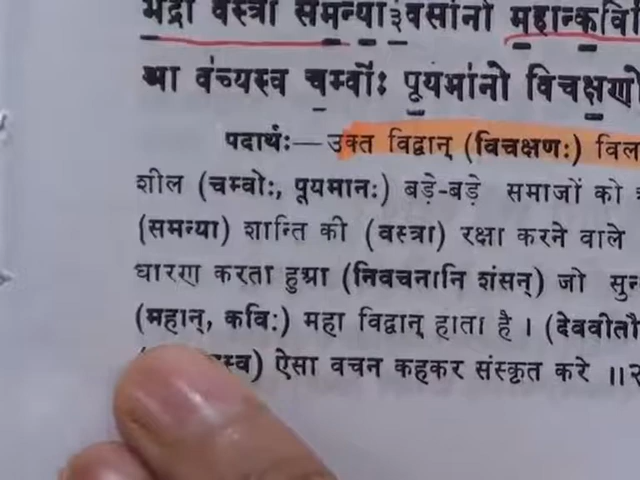 भद्रा वस्त्रा समन्या३वसानो महान्कवि
आ वच्यस्व चम्वोः पूयमानो विचक्षणो
पदार्थः—उक्त विद्वान् (विचक्षणः) विल
शील (चम्वोः, पूयमानः) बड़े-बड़े समाजों को
(समन्या) शान्ति की (वस्त्रा) रक्षा करने वाले
धारण करता हुआ (निवचनानि शंसन्) जो सुन
(महान्, कविः) महा विद्वान् हाता है । (देववीतौ
स्व) ऐसा वचन कहकर संस्कृत करे ॥२